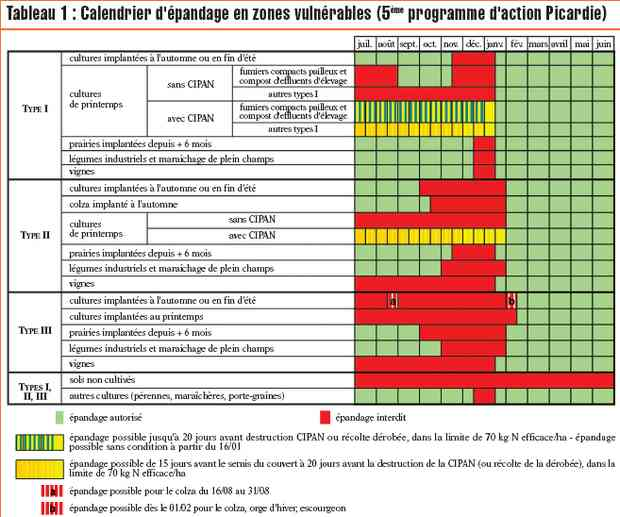 Tableau 1 : Calendrier d'épandage en zones vulnérables (5ème programme d'action Picardie)
juil. août sept. oct. nov. déc. janv. fév. mars avril mai juin
TYPE I
cultures implantées à l'automne ou en fin d'été
cultures de printemps
sans CIPAN
fumiers compacts pailleux et
compost d'effluents d'élevage
autres types I
avec CIPAN
fumiers compacts pailleux et
compost d'effluents d'élevage
autres types I
prairies implantées depuis + 6 mois
légumes industriels et maraîchage de plein champs
vignes
TYPE II
cultures implantées à l'automne ou en fin d'été
colza implanté à l'automne
cultures
de printemps
sans CIPAN
avec CIPAN
prairies implantées depuis + 6 mois
légumes industriels et maraîchage de plein champs
vignes
TYPE III
cultures implantées à l'automne ou en fin d'été
a
b
cultures implantées au printemps
prairies implantées depuis + 6 mois
légumes industriels et maraîchage de plein champs
vignes
TYPES I,
II, III
sols non cultivés
autres cultures (pérennes, maraîchères, porte-graines)
épandage autorisé
épandage interdit
épandage possible jusqu'à 20 jours avant destruction CIPAN ou récolte dérobée, dans la limite de 70 kg N efficace/ha - épandage
possible sans condition à partir du 16/01
épandage possible de 15 jours avant le semis du couvert à 20 jours avant la destruction de la CIPAN (ou récolte de la dérobée), dans la
limite de 70 kg N efficace/ha
a épandage possible pour le colza du 16/08 au 31/08
b épandage possible dès le 01/02 pour le colza, orge d'hiver, escourgeon